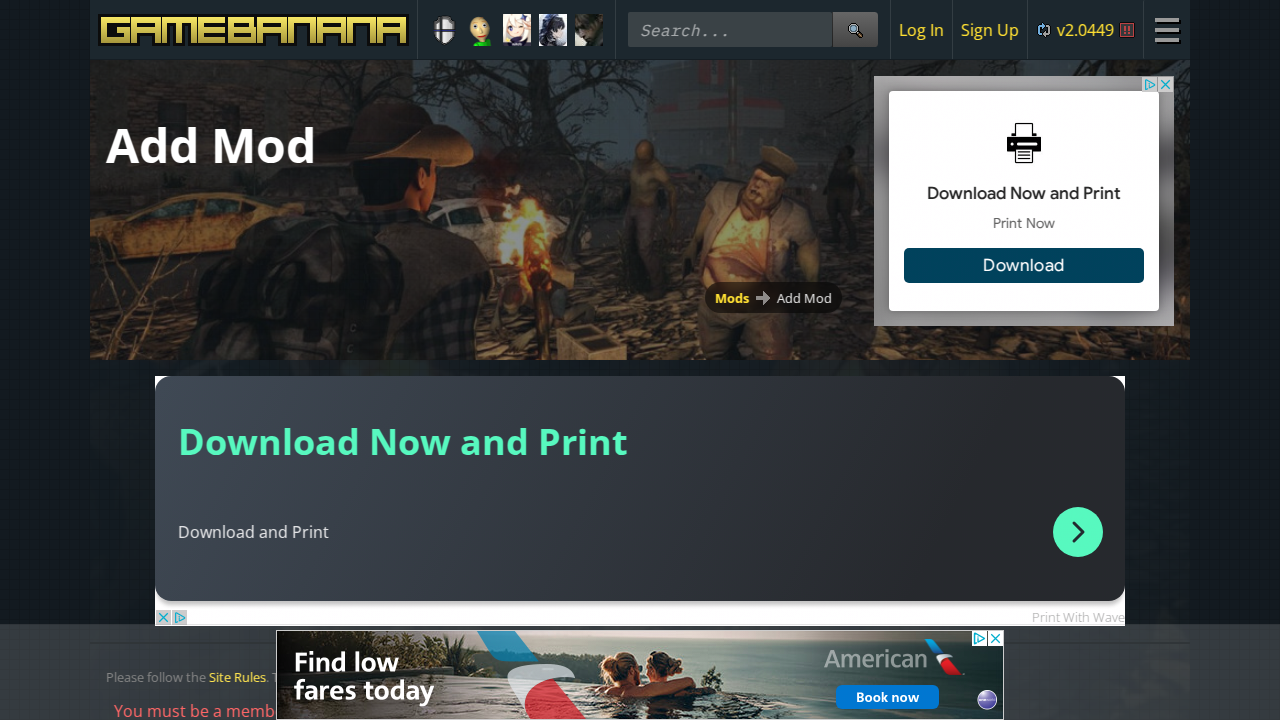 GAMEBANANA
Search...
Log In
Sign Up
v2.0449
Add Mod
Mods
Add Mod
Download Now and Print
Print Now
Download
Download Now and Print
Download and Print
Print With Wave
Please follow the Site Rules.
You must be a memb
Find low
fares today
American
Book now